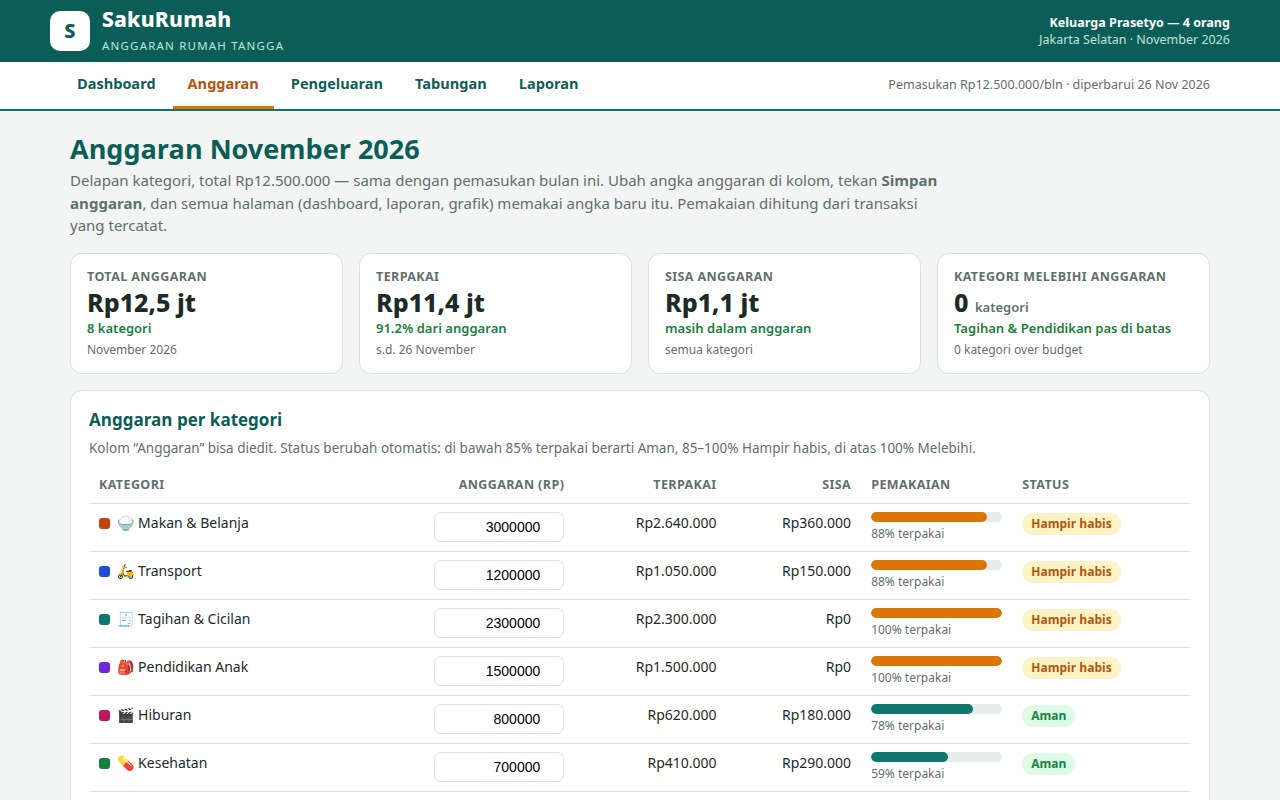 S
SakuRumah
ANGGARAN RUMAH TANGGA
Keluarga Prasetyo — 4 orang
Jakarta Selatan · November 2026
Dashboard Anggaran Pengeluaran Tabungan Laporan
Pemasukan Rp12.500.000/bln · diperbarui 26 Nov 2026
Anggaran November 2026
Delapan kategori, total Rp12.500.000 — sama dengan pemasukan bulan ini. Ubah angka anggaran di kolom, tekan Simpan
anggaran, dan semua halaman (dashboard, laporan, grafik) memakai angka baru itu. Pemakaian dihitung dari transaksi
yang tercatat.
TOTAL ANGGARAN
Rp12,5 jt
8 kategori
November 2026
TERPAKAI
Rp11,4 jt
91.2% dari anggaran
s.d. 26 November
SISA ANGGARAN
Rp1,1 jt
masih dalam anggaran
semua kategori
KATEGORI MELEBIHI ANGGARAN
0 kategori
Tagihan & Pendidikan pas di batas
0 kategori over budget
Anggaran per kategori
Kolom “Anggaran” bisa diedit. Status berubah otomatis: di bawah 85% terpakai berarti Aman, 85–100% Hampir habis, di atas 100% Melebihi.
KATEGORI ANGGARAN (RP) TERPAKAI SISA PEMAKAIAN STATUS
Makan & Belanja 3000000 Rp2.640.000 Rp360.000 88% terpakai Hampir habis
Transport 1200000 Rp1.050.000 Rp150.000 88% terpakai Hampir habis
Tagihan & Cicilan 2300000 Rp2.300.000 Rp0 100% terpakai Hampir habis
Pendidikan Anak 1500000 Rp1.500.000 Rp0 100% terpakai Hampir habis
Hiburan 800000 Rp620.000 Rp180.000 78% terpakai Aman
Kesehatan 700000 Rp410.000 Rp290.000 59% terpakai Aman